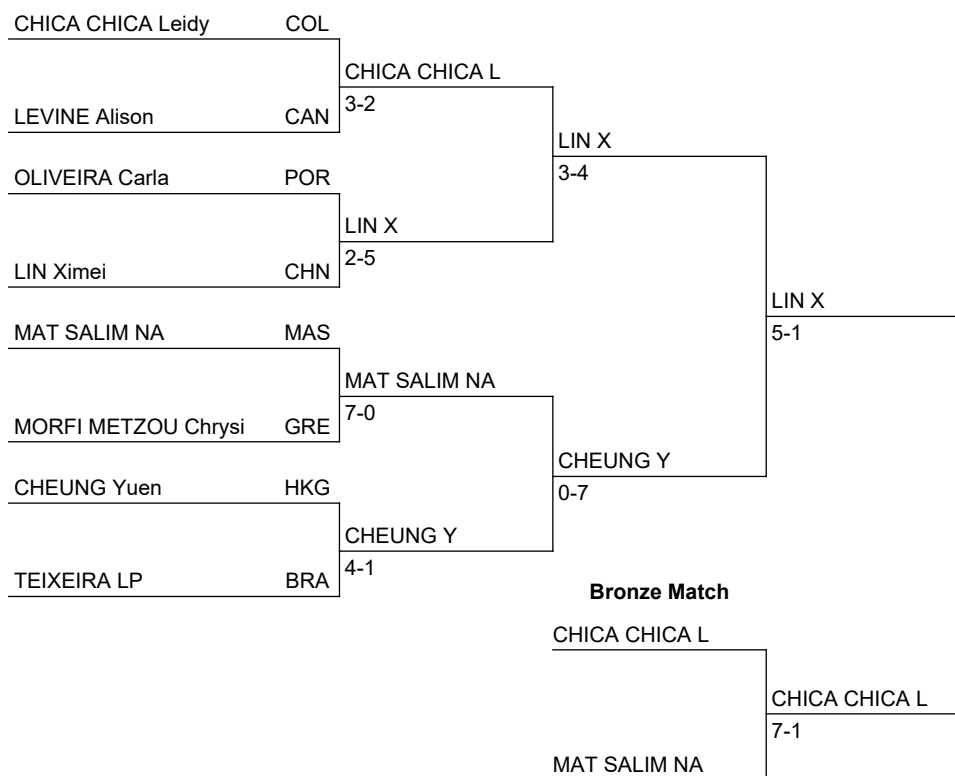 CHICA CHICA Leidy COL
CHICA CHICA L
3-2
LEVINE Alison CAN
LIN X
3-4
OLIVEIRA Carla POR
LIN X
2-5
LIN Ximei CHN
LIN X
5-1
MAT SALIM NA MAS
MAT SALIM NA
7-0
MORFI METZOU Chrysi GRE
CHEUNG Y
0-7
CHEUNG Yuen HKG
CHEUNG Y
4-1
TEIXEIRA LP BRA
Bronze Match
CHICA CHICA L
CHICA CHICA L
7-1
MAT SALIM NA